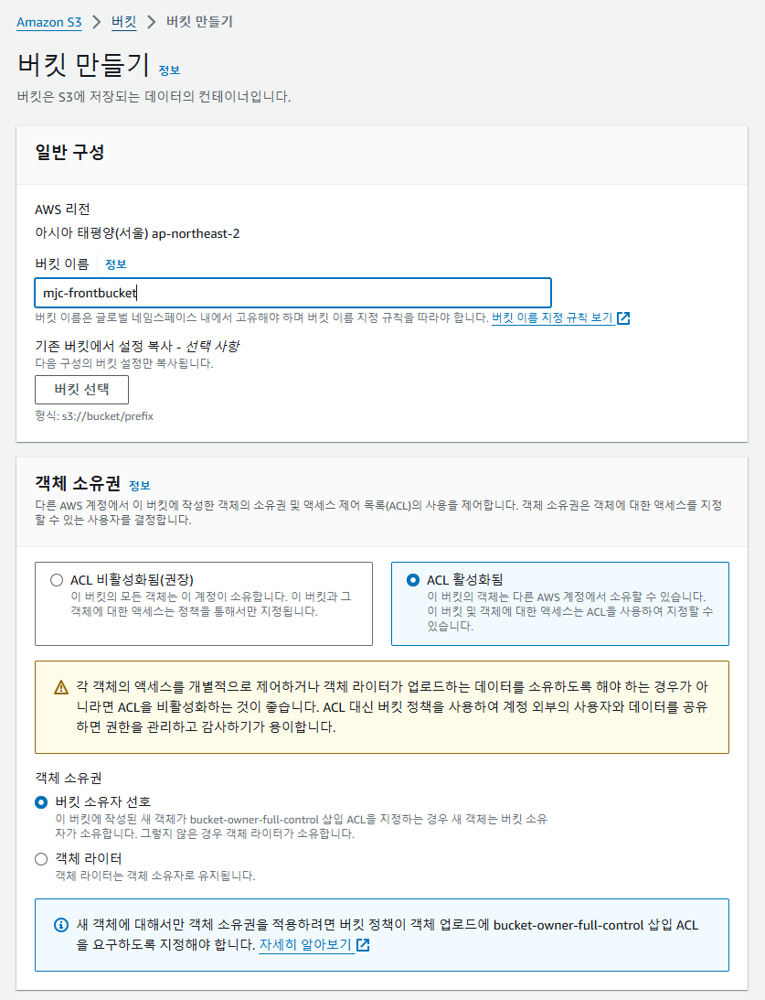 Amazon S3 > 버킷 > 버킷 만들기
버킷 만들기 정보
버킷은 S3에 저장되는 데이터의 컨테이너입니다.
일반 구성
AWS 리전
아시아 태평양(서울) ap-northeast-2
버킷 이름 정보
mjc-frontbucket
버킷 이름은 글로벌 네임스페이스 내에서 고유해야 하며 버킷 이름 지정 규칙을 따라야 합니다. 버킷 이름 지정 규칙 보기
기존 버킷에서 설정 복사 - 선택 사항
다음 구성의 버킷 설정만 복사됩니다.
버킷 선택
형식: s3://bucket/prefix
객체 소유권 정보
다른 AWS 계정에서 이 버킷에 작성한 객체의 소유권 및 액세스 제어 목록(ACL)의 사용을 제어합니다. 객체 소유권은 객체에 대한 액세스를 지정
할 수 있는 사용자를 결정합니다.
ACL 비활성화됨(권장)
이 버킷의 모든 객체는 이 계정이 소유합니다. 이 버킷과 그
객체에 대한 액세스는 정책을 통해서만 지정됩니다.
ACL 활성화됨
이 버킷의 객체는 다른 AWS 계정에서 소유할 수 있습니다.
이 버킷 및 객체에 대한 액세스는 ACL을 사용하여 지정할 수
있습니다.
각 객체의 액세스를 개별적으로 제어하거나 객체 라이터가 업로드하는 데이터를 소유하도록 해야 하는 경우가 아
니라면 ACL을 비활성화하는 것이 좋습니다. ACL 대신 버킷 정책을 사용하여 계정 외부의 사용자와 데이터를 공유
하면 권한을 관리하고 감사하기가 용이합니다.
객체 소유권
버킷 소유자 선호
이 버킷에 작성된 새 객체가 bucket-owner-full-control 삽입 ACL을 지정하는 경우 새 객체는 버킷 소유
자가 소유합니다. 그렇지 않은 경우 객체 라이터가 소유합니다.
객체 라이터
객체 라이터는 객체 소유자로 유지됩니다.
새 객체에 대해서만 객체 소유권을 적용하려면 버킷 정책이 객체 업로드에 bucket-owner-full-control 삽입 ACL
을 요구하도록 지정해야 합니다. 자세히 알아보기